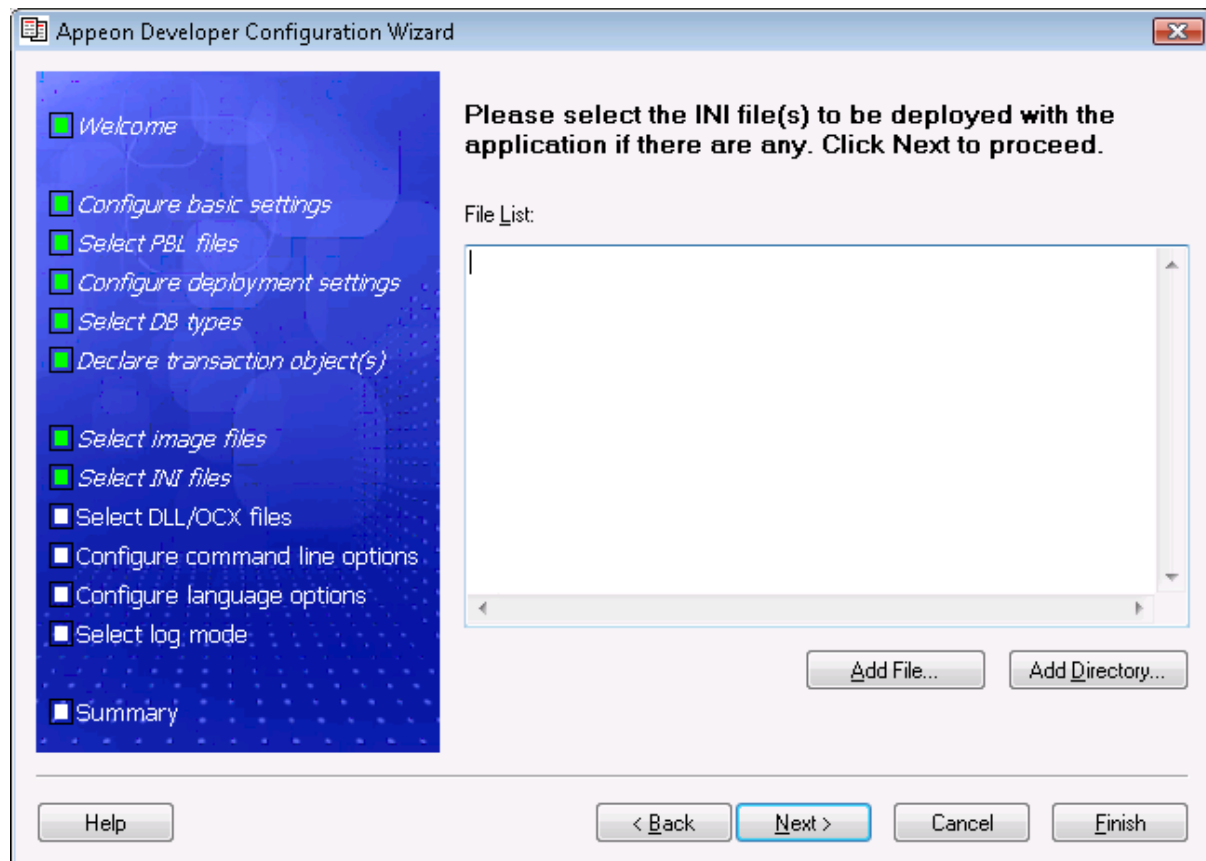 Appeon Developer Configuration Wizard
Welcome
Configure basic settings
Select PBL files
Configure deployment settings
Select DB types
Declare transaction object(s)
Select image files
Select INI files
Select DLL/OCX files
Configure command line options
Configure language options
Select log mode
Summary
Please select the INI file(s) to be deployed with the
application if there are any. Click Next to proceed.
File List:
Add File...
Add Directory...
Help
< Back
Next >
Cancel
Finish